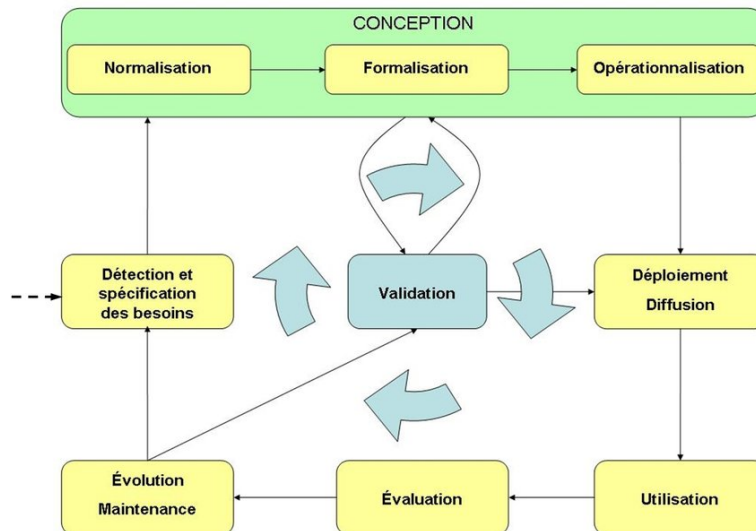 CONCEPTION
Normalisation
Formalisation
Opérationnalisation
Détection et
spécification
des besoins
Validation
Déploiement
Diffusion
Évolution
Maintenance
Évaluation
Utilisation